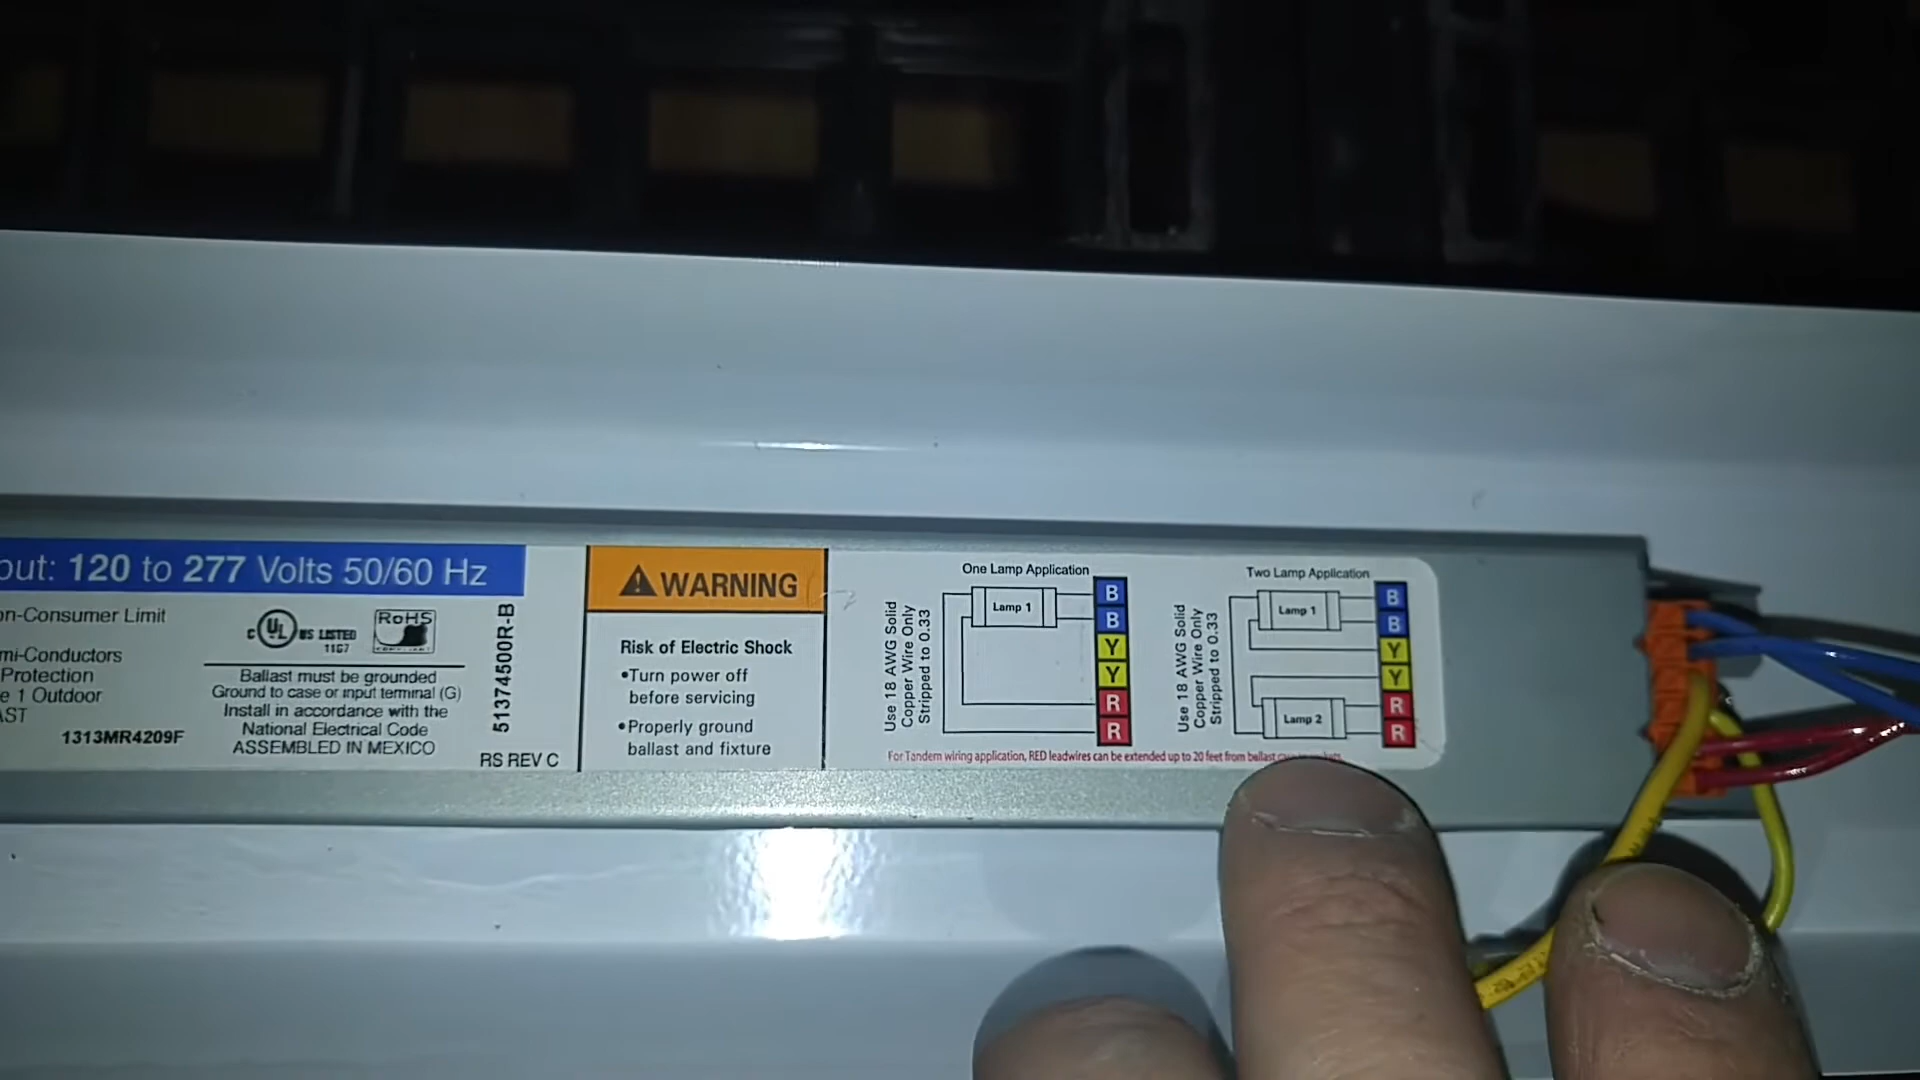 out: 120 to 277 Volts 50/60 Hz
on-Consumer Limit
mi-Conductors
Protection
e 1 Outdoor
AST
1313MR4209F
C UL US LISTED
11G7
RoHS
Ballast must be grounded
Ground to case or input terminal (G)
Install in accordance with the
National Electrical Code
ASSEMBLED IN MEXICO
51374500R-B
RS REV C
WARNING
Risk of Electric Shock
•Turn power off
before servicing
•Properly ground
ballast and fixture
One Lamp Application
Use 18 AWG Solid
Copper Wire Only
Stripped to 0.33
Lamp 1
B
B
Y
Y
R
R
Two Lamp Application
Use 18 AWG Solid
Copper Wire Only
Stripped to 0.33
Lamp 1
Lamp 2
B
B
Y
Y
R
R
For Tandem wiring application, RED leadwires can be extended up to 20 feet from ballast